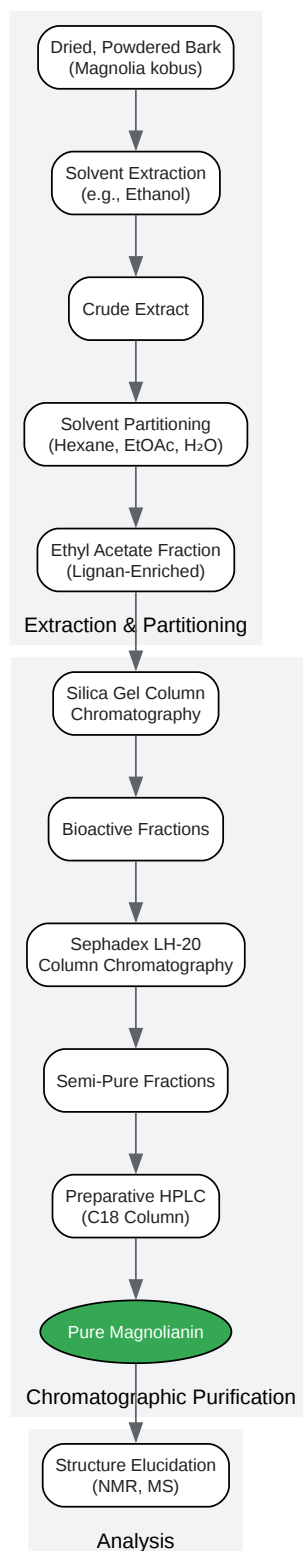 Dried, Powdered Bark
(Magnolia kobus)
Solvent Extraction
(e.g., Ethanol)
Crude Extract
Solvent Partitioning
(Hexane, EtOAc, H₂O)
Ethyl Acetate Fraction
(Lignan-Enriched)
Extraction & Partitioning
Silica Gel Column
Chromatography
Bioactive Fractions
Sephadex LH-20
Column Chromatography
Semi-Pure Fractions
Preparative HPLC
(C18 Column)
Pure Magnolianin
Chromatographic Purification
Structure Elucidation
(NMR, MS)
Analysis